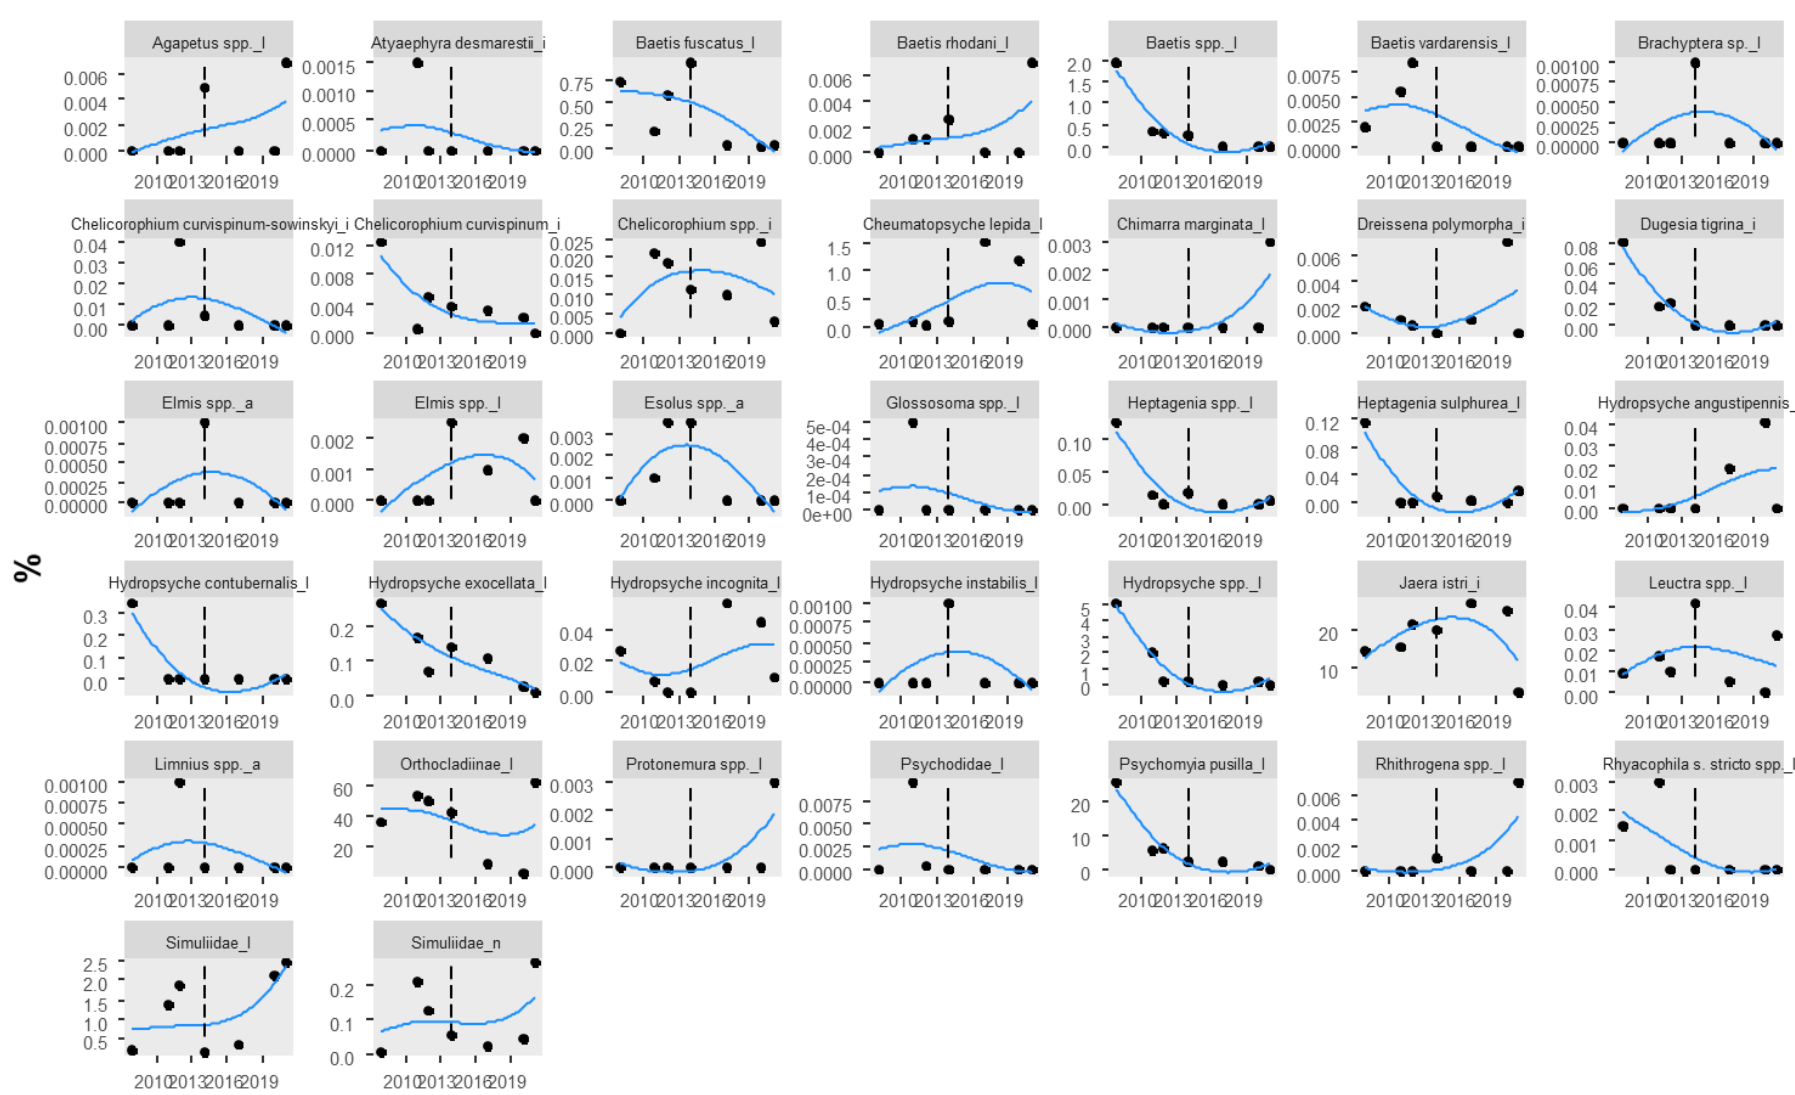 Agapetus spp._l Atyaephyra desmarestii_i Baetis fuscatus_l Baetis rhodani_l Baetis spp._l Baetis vardarensis_l Brachyptera sp._l
0.006 0.004 0.002 0.000
0.0015 0.0010 0.0005 0.0000
0.75 0.50 0.25 0.00
0.006 0.004 0.002 0.000
2.0 1.5 1.0 0.5 0.0
0.0075 0.0050 0.0025 0.0000
0.00100 0.00075 0.00050 0.00025 0.00000
2010 2013 2016 2019 2010 2013 2016 2019 2010 2013 2016 2019 2010 2013 2016 2019 2010 2013 2016 2019 2010 2013 2016 2019 2010 2013 2016 2019
Chelicorophium curvispinum-sowinskyi_i Chelicorophium curvispinum_i Chelicorophium spp._i Cheumatopsyche lepida_l Chimarra marginata_l Dreissena polymorpha_i Dugesia tigrina_i
0.04 0.03 0.02 0.01 0.00
0.012 0.008 0.004 0.000
0.025 0.020 0.015 0.010 0.005 0.000
1.5 1.0 0.5 0.0
0.003 0.002 0.001 0.000
0.006 0.004 0.002 0.000
0.08 0.06 0.04 0.02 0.00
2010 2013 2016 2019 2010 2013 2016 2019 2010 2013 2016 2019 2010 2013 2016 2019 2010 2013 2016 2019 2010 2013 2016 2019 2010 2013 2016 2019
Elmis spp._a Elmis spp._l Esolus spp._a Glossosoma spp._l Heptagenia spp._l Heptagenia sulphurea_l Hydropsyche angustipennis_
0.00100 0.00075 0.00050 0.00025 0.00000
0.002 0.001 0.000
0.003 0.002 0.001 0.000
5e-04 4e-04 3e-04 2e-04 1e-04 0e+00
0.10 0.05 0.00
0.12 0.08 0.04 0.00
0.04 0.03 0.02 0.01 0.00
2010 2013 2016 2019 2010 2013 2016 2019 2010 2013 2016 2019 2010 2013 2016 2019 2010 2013 2016 2019 2010 2013 2016 2019 2010 2013 2016 2019
%
Hydropsyche contubernalis_l Hydropsyche exocellata_l Hydropsyche incognita_l Hydropsyche instabilis_l Hydropsyche spp._l Jaera istri_i Leuctra spp._l
0.3 0.2 0.1 0.0
0.2 0.1 0.0
0.04 0.02 0.00
0.00100 0.00075 0.00050 0.00025 0.00000
5 4 3 2 1 0
20 10
0.04 0.03 0.02 0.01 0.00
2010 2013 2016 2019 2010 2013 2016 2019 2010 2013 2016 2019 2010 2013 2016 2019 2010 2013 2016 2019 2010 2013 2016 2019 2010 2013 2016 2019
Limnius spp._a Orthocladiinae_l Protonemura spp._l Psychodidae_l Psychomyia pusilla_l Rhithrogena spp._l Rhyacophila s. stricto spp._l
0.00100 0.00075 0.00050 0.00025 0.00000
60 40 20
0.003 0.002 0.001 0.000
0.0075 0.0050 0.0025 0.0000
20 10 0
0.006 0.004 0.002 0.000
0.003 0.002 0.001 0.000
2010 2013 2016 2019 2010 2013 2016 2019 2010 2013 2016 2019 2010 2013 2016 2019 2010 2013 2016 2019 2010 2013 2016 2019 2010 2013 2016 2019
Simuliidae_l Simuliidae_n
2.5 2.0 1.5 1.0 0.5
0.2 0.1 0.0
2010 2013 2016 2019 2010 2013 2016 2019